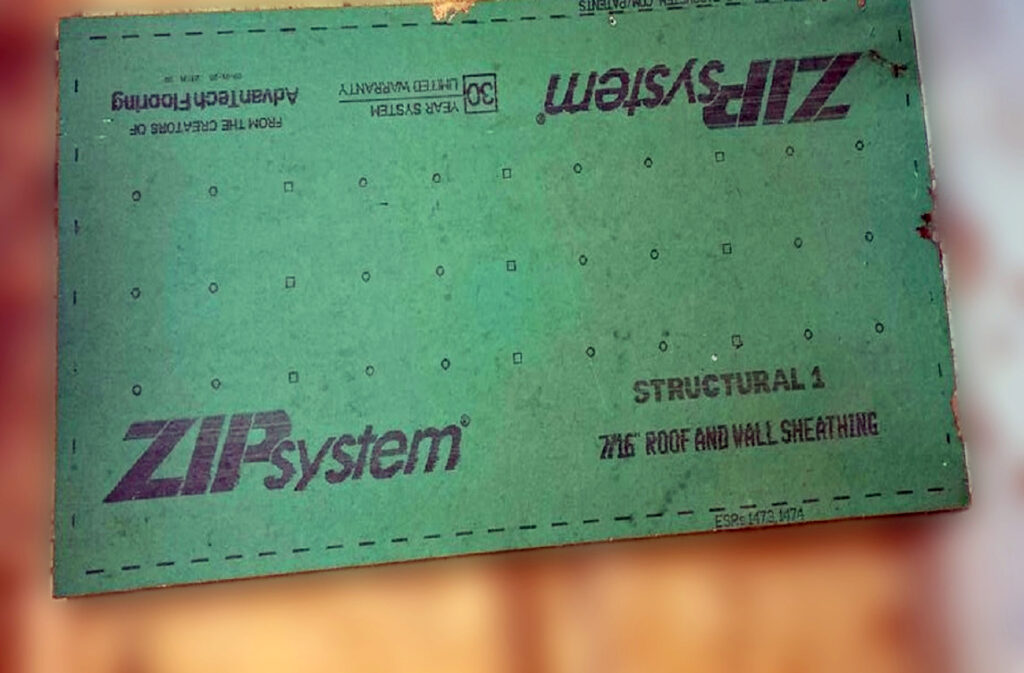 ZIPsystem®
30 YEAR SYSTEM
LIMITED WARRANTY
FROM THE CREATORS OF
AdvanTech Flooring
STRUCTURAL 1
7/16" ROOF AND WALL SHEATHING
ZIPsystem®
ESRs 1473, 1474